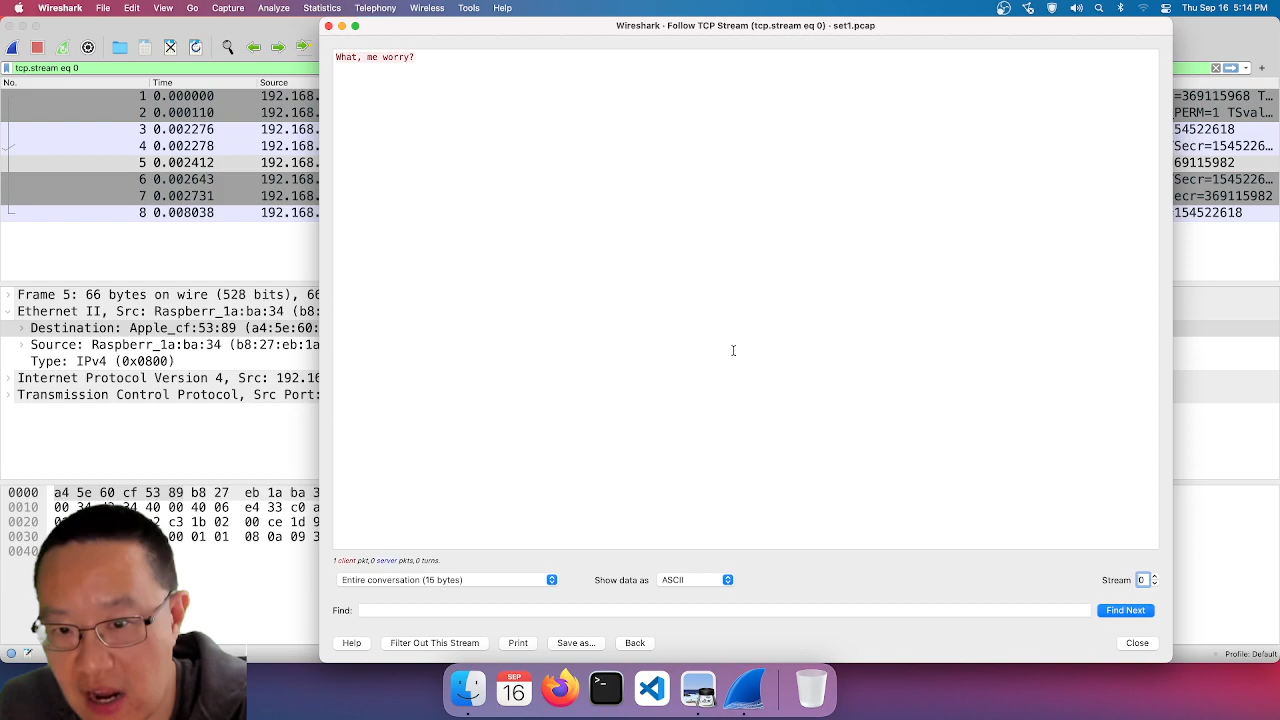 Wireshark File Edit View Go Capture Analyze Statistics Telephony Wireless Tools Help Thu Sep 16 5:14 PM
Wireshark · Follow TCP Stream (tcp.stream eq 0) · set1.pcap
tcp.stream eq 0
What, me worry?
No. Time Source
1 0.000000 192.168. =369115968 T…
2 0.000110 192.168. _PERM=1 TSval…
3 0.002276 192.168. 154522618
4 0.002278 192.168. Secr=1545226…
5 0.002412 192.168. 69115982
6 0.002643 192.168. Secr=1545226…
7 0.002731 192.168. ecr=369115982
8 0.008038 192.168. =154522618
Frame 5: 66 bytes on wire (528 bits), 66
Ethernet II, Src: Raspberr_1a:ba:34 (b8:
Destination: Apple_cf:53:89 (a4:5e:60:
Source: Raspberr_1a:ba:34 (b8:27:eb:1a
Type: IPv4 (0x0800)
Internet Protocol Version 4, Src: 192.16
Transmission Control Protocol, Src Port:
0000 a4 5e 60 cf 53 89 b8 27 eb 1a ba 3
0010 00 34 34 40 00 40 06 e4 33 c0 a
0020 c3 1b 02 00 ce 1d 9
0030 00 01 01 08 0a 09 3
0040
1 client pkt, 0 server pkts, 0 turns.
Entire conversation (15 bytes) Show data as ASCII Stream 0
Find: Find Next
Help Filter Out This Stream Print Save as… Back Close
Profile: Default
SEP
16